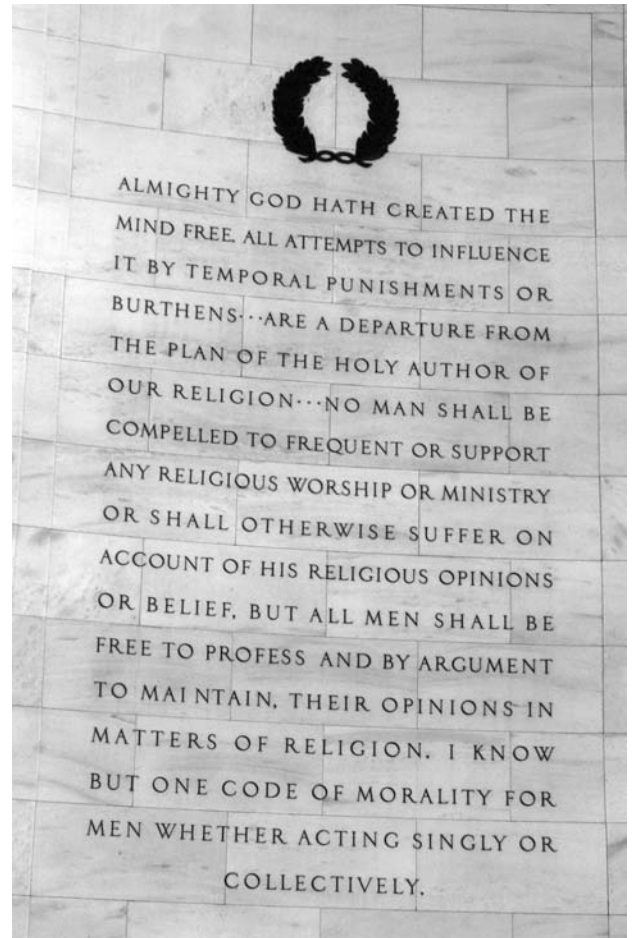 ALMIGHTY GOD HATH CREATED THE
MIND FREE. ALL ATTEMPTS TO INFLUENCE
IT BY TEMPORAL PUNISHMENTS OR
BURTHENS···ARE A DEPARTURE FROM
THE PLAN OF THE HOLY AUTHOR OF
OUR RELIGION···NO MAN SHALL BE
COMPELLED TO FREQUENT OR SUPPORT
ANY RELIGIOUS WORSHIP OR MINISTRY
OR SHALL OTHERWISE SUFFER ON
ACCOUNT OF HIS RELIGIOUS OPINIONS
OR BELIEF, BUT ALL MEN SHALL BE
FREE TO PROFESS AND BY ARGUMENT
TO MAINTAIN, THEIR OPINIONS IN
MATTERS OF RELIGION. I KNOW
BUT ONE CODE OF MORALITY FOR
MEN WHETHER ACTING SINGLY OR
COLLECTIVELY.